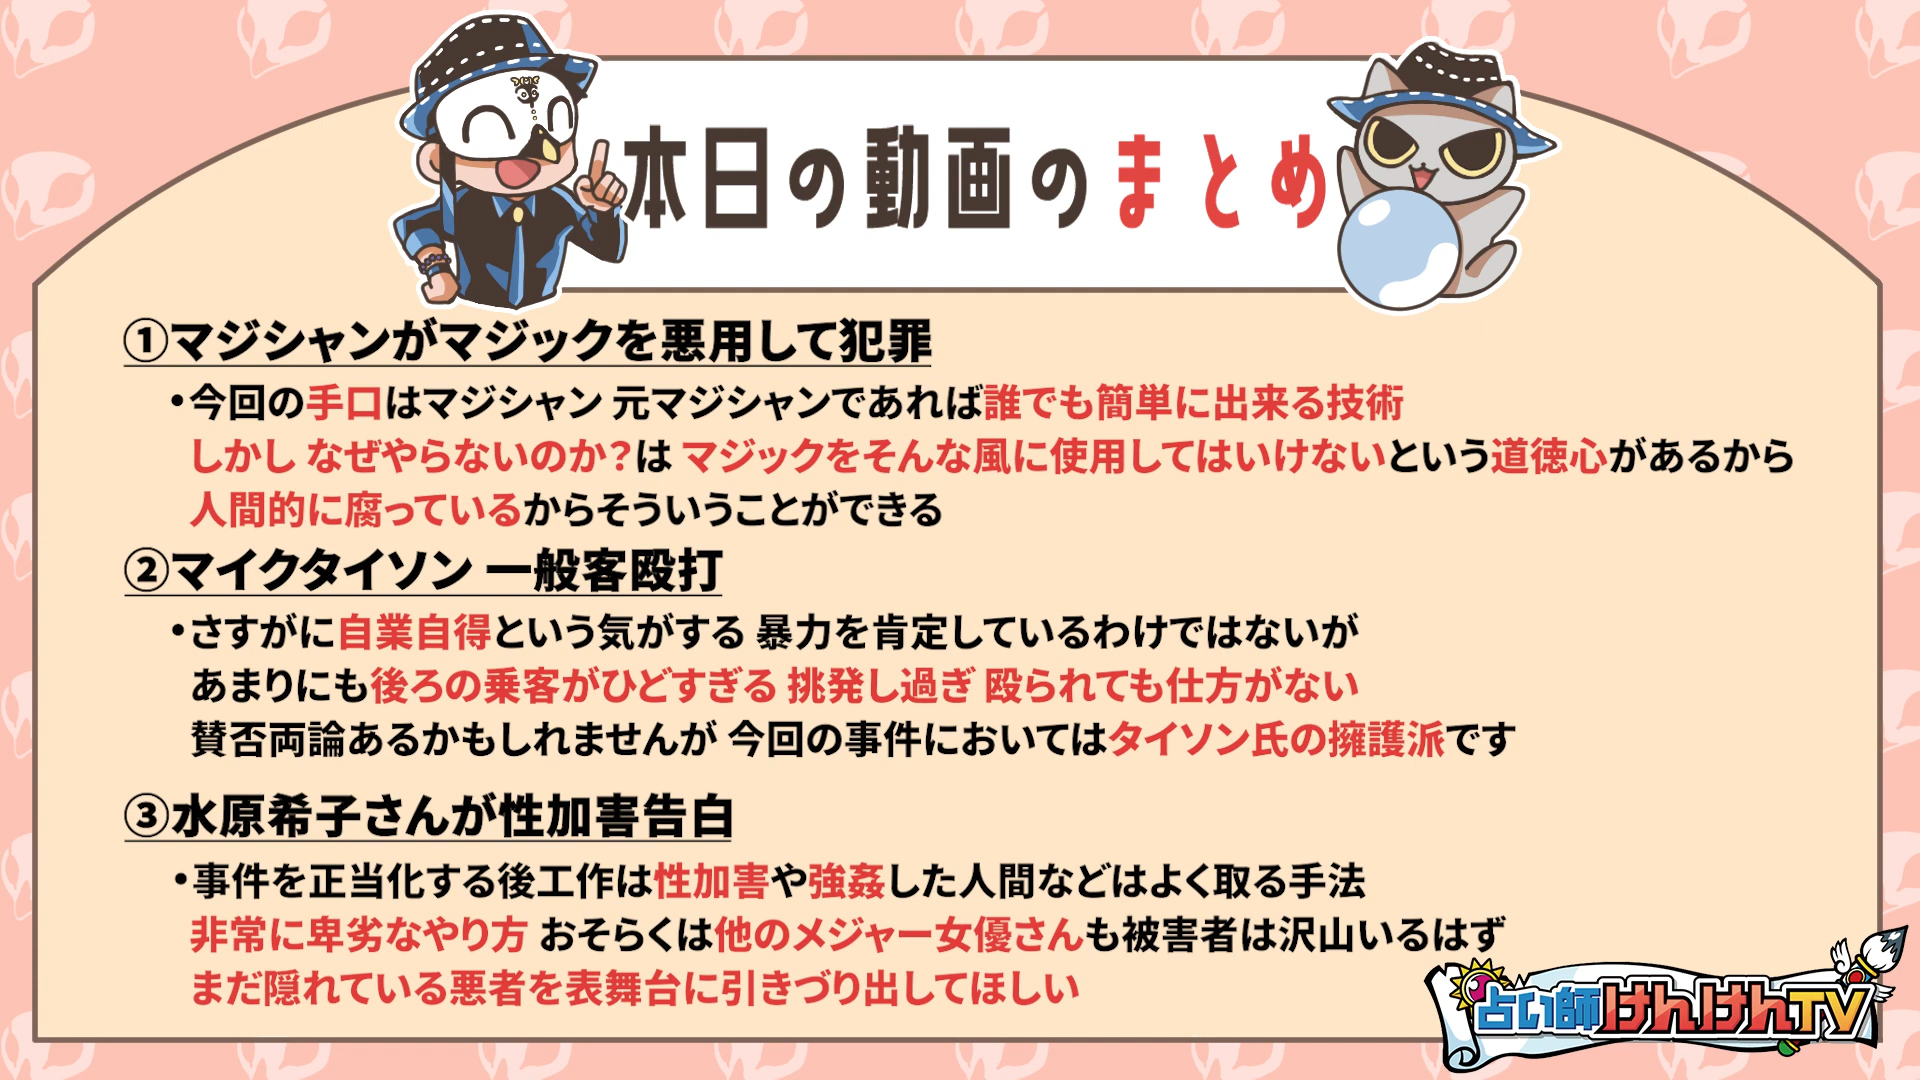 本日の動画のまとめ
①マジシャンがマジックを悪用して犯罪
・今回の手口はマジシャン 元マジシャンであれば誰でも簡単に出来る技術
しかし なぜやらないのか？は マジックをそんな風に使用してはいけないという道徳心があるから
人間的に腐っているからそういうことができる
②マイクタイソン 一般客殴打
・さすがに自業自得という気がする 暴力を肯定しているわけではないが
あまりにも後ろの乗客がひどすぎる 挑発し過ぎ 殴られても仕方がない
賛否両論あるかもしれませんが 今回の事件においてはタイソン氏の擁護派です
③水原希子さんが性加害告白
・事件を正当化する後工作は性加害や強姦した人間などはよく取る手法
非常に卑劣なやり方 おそらくは他のメジャー女優さんも被害者は沢山いるはず
まだ隠れている悪者を表舞台に引きづり出してほしい
占い師けんけんTV